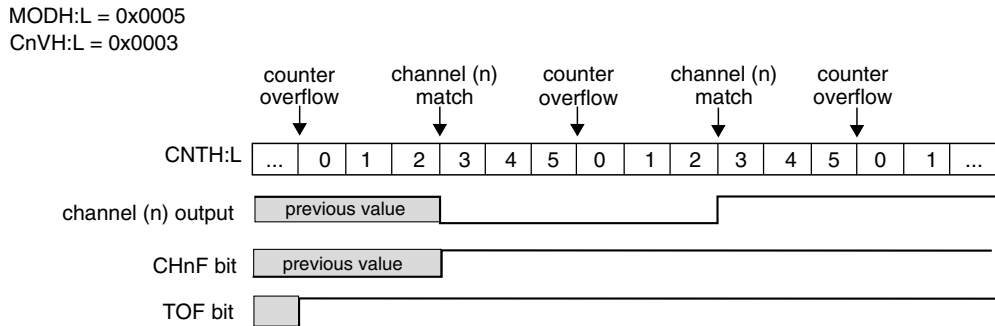 MODH:L = 0x0005
CnVH:L = 0x0003
counter overflow
channel (n) match
counter overflow
channel (n) match
counter overflow
CNTH:L ... 0 1 2 3 4 5 0 1 2 3 4 5 0 1 ...
channel (n) output previous value
CHnF bit previous value
TOF bit